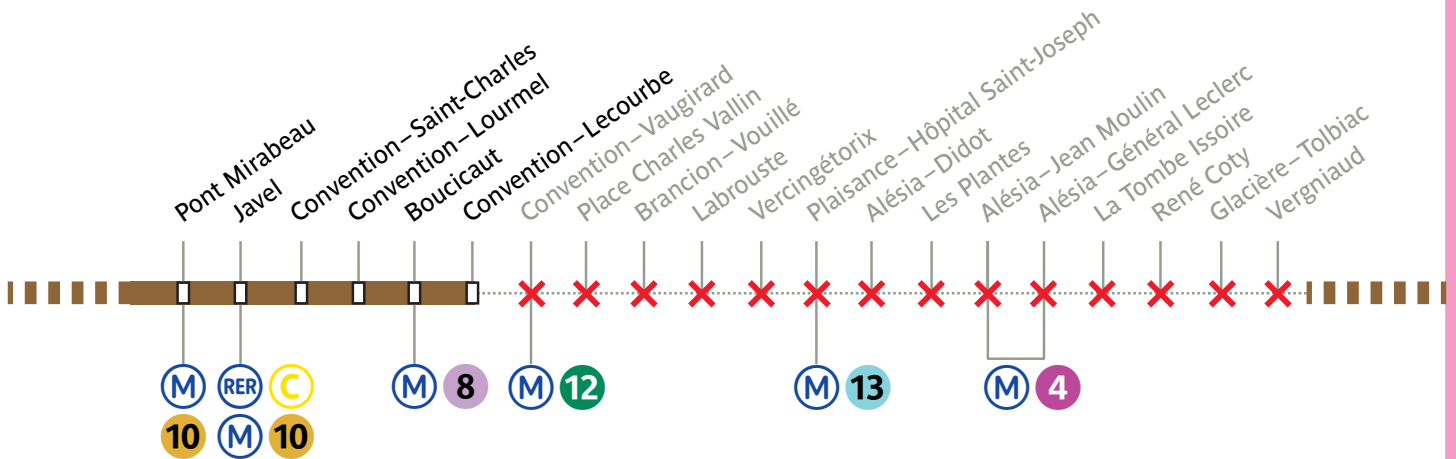 Pont Mirabeau
Javel
Convention – Saint-Charles
Convention – Lourmel
Boucicaut
Convention – Lecourbe
Convention – Vaugirard
Place Charles Vallin
Brancion – Vouillé
Labrouste
Vercingétorix
Plaisance – Hôpital Saint-Joseph
Alésia – Didot
Les Plantes
Alésia – Jean Moulin
Alésia – Général Leclerc
La Tombe Issoire
René Coty
Glacière – Tolbiac
Vergniaud
M RER C M 8 M 12 M 13 M 4
10 M 10